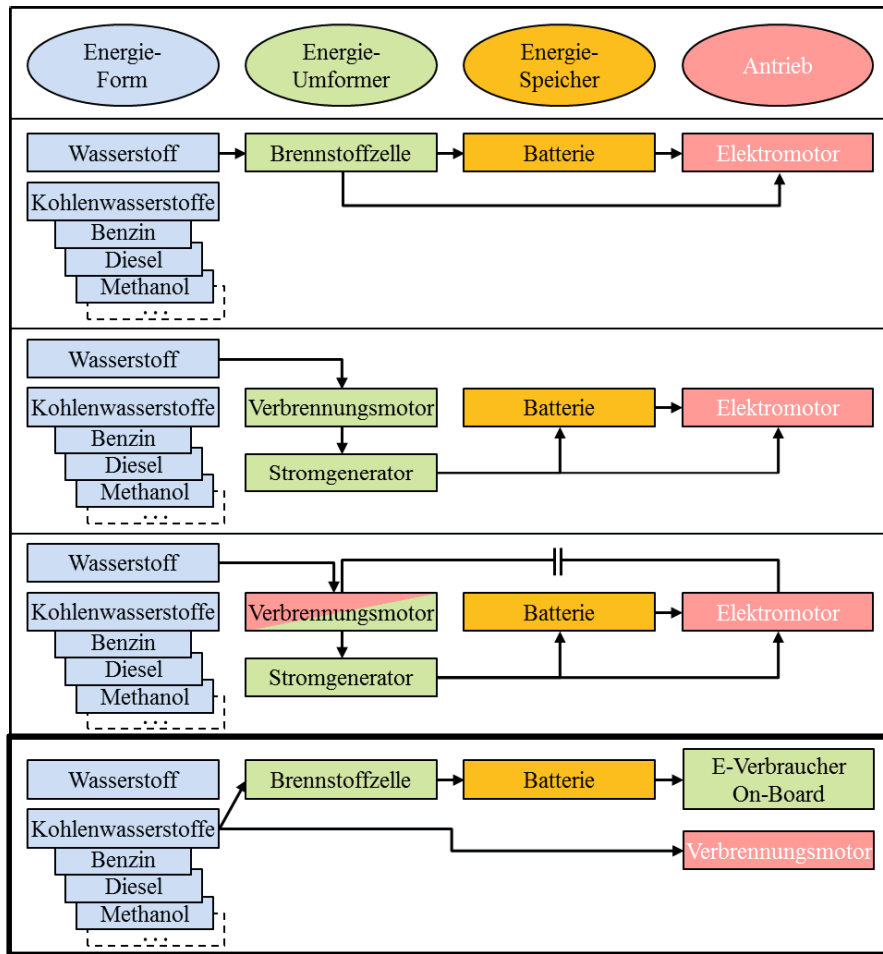 Energie-
Form
Energie-
Umformer
Energie-
Speicher
Antrieb
Wasserstoff
Brennstoffzelle
Batterie
Elektromotor
Kohlenwasserstoffe
Benzin
Diesel
Methanol
...
Wasserstoff
Kohlenwasserstoffe
Verbrennungsmotor
Batterie
Elektromotor
Benzin
Diesel
Stromgenerator
Methanol
...
Wasserstoff
Kohlenwasserstoffe
Verbrennungsmotor
Batterie
Elektromotor
Benzin
Diesel
Stromgenerator
Methanol
...
Wasserstoff
Brennstoffzelle
Batterie
E-Verbraucher
On-Board
Kohlenwasserstoffe
Verbrennungsmotor
Benzin
Diesel
Methanol
...